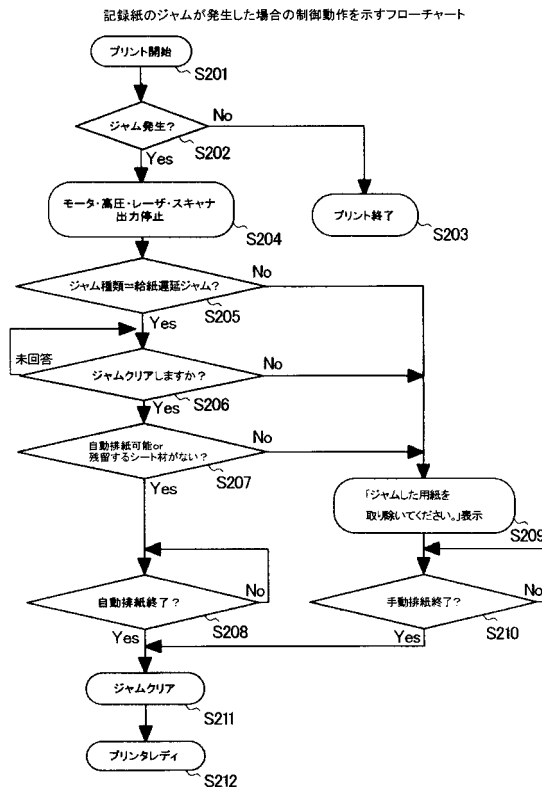 記録紙のジャムが発生した場合の制御動作を示すフローチャート
プリント開始
S201
ジャム発生?
No
S202
Yes
モータ・高圧・レーザ・スキャナ
出力停止
S204
プリント終了
S203
ジャム種類=給紙遅延ジャム?
No
S205
Yes
未回答
ジャムクリアしますか?
No
S206
Yes
自動排紙可能or
残留するシート材がない?
No
S207
Yes
「ジャムした用紙を
取り除いてください。」表示
S209
自動排紙終了?
No
S208
Yes
手動排紙終了?
No
S210
Yes
ジャムクリア
S211
プリンタレディ
S212